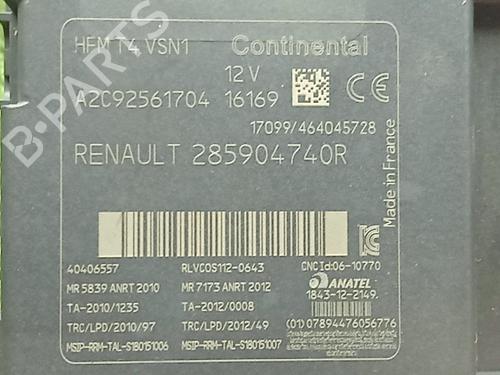 HFM T4 VSN1 Continental
12 V
A2C92561704 16169
17099/464045728
RENAULT 285904740R
Made in France
40406557 RLVCOS112-0643 CNC Id:06-10770
MR 5839 ANRT 2010 MR 7173 ANRT 2012 ANATEL
TA-2010/1235 TA-2012/0008 1843-12-2149
TRC/LPD/2010/97 TRC/LPD/2012/49 (01)07894476056776
MSIP-RRM-TAL-S180151006 MSIP-RRM-TAL-S180151007
B-PARTS